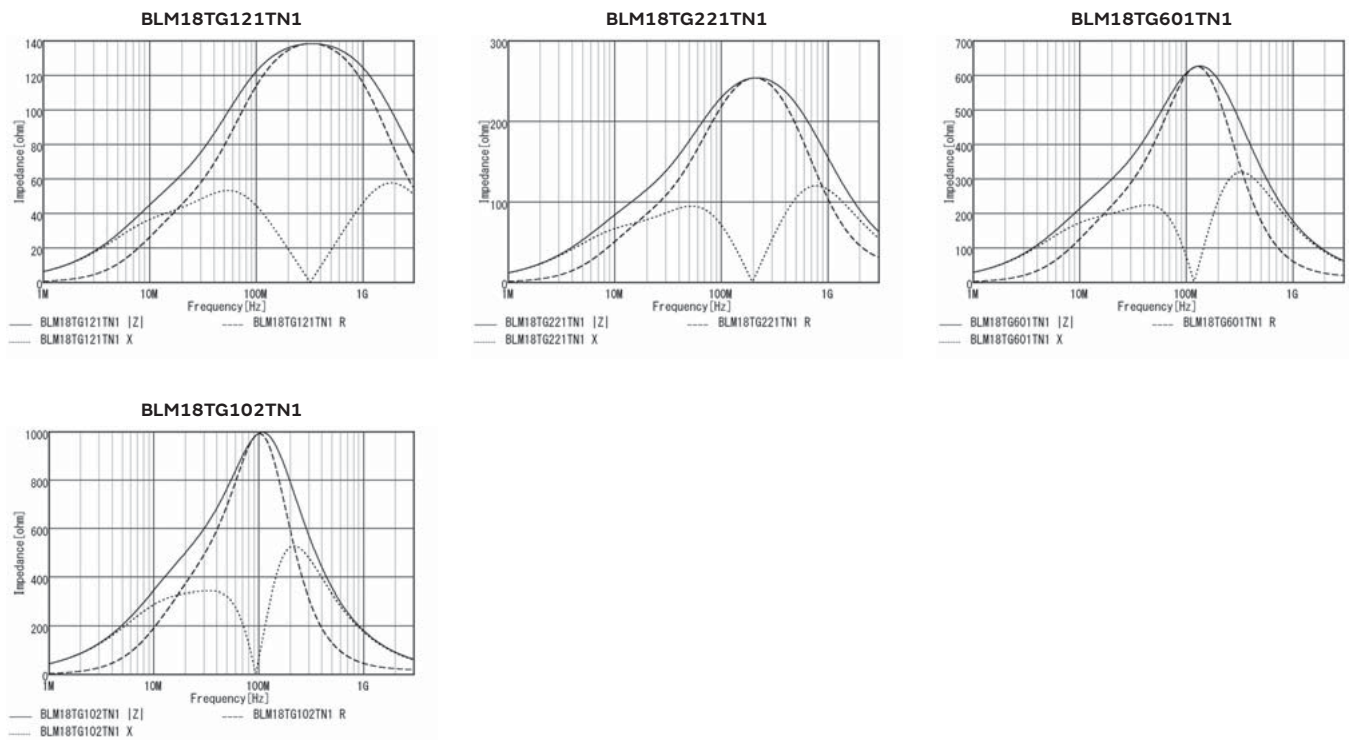 BLM18TG121TN1
140
120
100
80
60
40
20
0
Impedance[ohm]
1M 10M 100M 1G
Frequency[Hz]
BLM18TG121TN1 |Z| BLM18TG121TN1 R
BLM18TG121TN1 X
BLM18TG221TN1
300
200
100
0
Impedance[ohm]
1M 10M 100M 1G
Frequency[Hz]
BLM18TG221TN1 |Z| BLM18TG221TN1 R
BLM18TG221TN1 X
BLM18TG601TN1
700
600
500
400
300
200
100
0
Impedance[ohm]
1M 10M 100M 1G
Frequency[Hz]
BLM18TG601TN1 |Z| BLM18TG601TN1 R
BLM18TG601TN1 X
BLM18TG102TN1
1000
800
600
400
200
0
Impedance[ohm]
1M 10M 100M 1G
Frequency[Hz]
BLM18TG102TN1 |Z| BLM18TG102TN1 R
BLM18TG102TN1 X